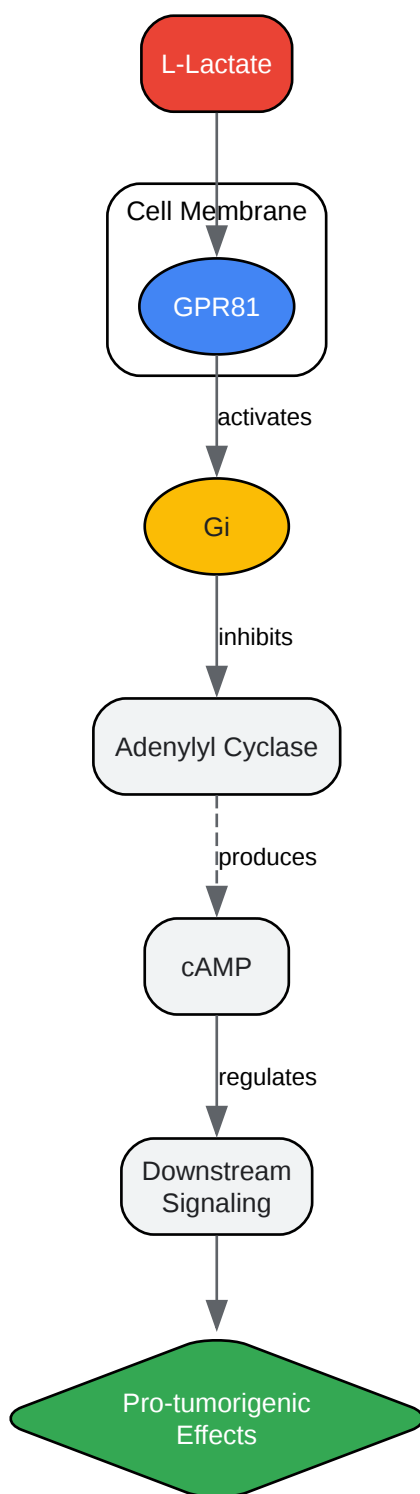 L-Lactate
Cell Membrane
GPR81
activates
Gi
inhibits
Adenylyl Cyclase
produces
cAMP
regulates
Downstream
Signaling
Pro-tumorigenic
Effects